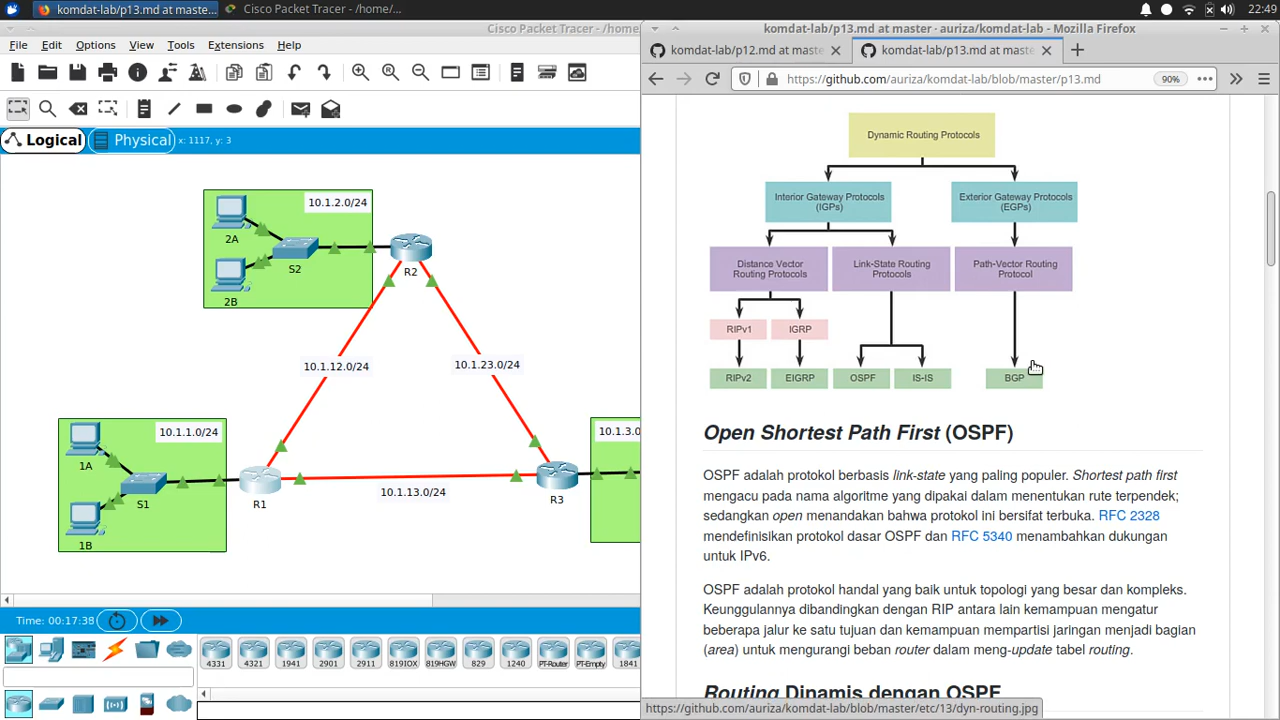 komdat-lab/p13.md at master...
Cisco Packet Tracer - /home/...
22:49
Cisco Packet Tracer - /home
File Edit Options View Tools Extensions Help
Logical
Physical
x: 1117, y: 3
10.1.2.0/24
2A
S2
2B
R2
10.1.12.0/24
10.1.23.0/24
10.1.1.0/24
1A
S1
1B
R1
10.1.13.0/24
R3
10.1.3.0
Time: 00:17:38
4331 4321 1941 2901 2911 819IOX 819HGW 829 1240 PT-Router PT-Empty 1841
komdat-lab/p13.md at master · auriza/komdat-lab - Mozilla Firefox
komdat-lab/p12.md at maste
komdat-lab/p13.md at maste
https://github.com/auriza/komdat-lab/blob/master/p13.md
90%
Dynamic Routing Protocols
Interior Gateway Protocols
(IGPs)
Exterior Gateway Protocols
(EGPs)
Distance Vector
Routing Protocols
Link-State Routing
Protocols
Path-Vector Routing
Protocol
RIPv1
IGRP
RIPv2
EIGRP
OSPF
IS-IS
BGP
Open Shortest Path First (OSPF)
OSPF adalah protokol berbasis link-state yang paling populer. Shortest path first
mengacu pada nama algoritme yang dipakai dalam menentukan rute terpendek;
sedangkan open menandakan bahwa protokol ini bersifat terbuka. RFC 2328
mendefinisikan protokol dasar OSPF dan RFC 5340 menambahkan dukungan
untuk IPv6.
OSPF adalah protokol handal yang baik untuk topologi yang besar dan kompleks.
Keunggulannya dibandingkan dengan RIP antara lain kemampuan mengatur
beberapa jalur ke satu tujuan dan kemampuan mempartisi jaringan menjadi bagian
(area) untuk mengurangi beban router dalam meng-update tabel routing.
Routing Dinamis dengan OSPF
https://github.com/auriza/komdat-lab/blob/master/etc/13/dyn-routing.jpg